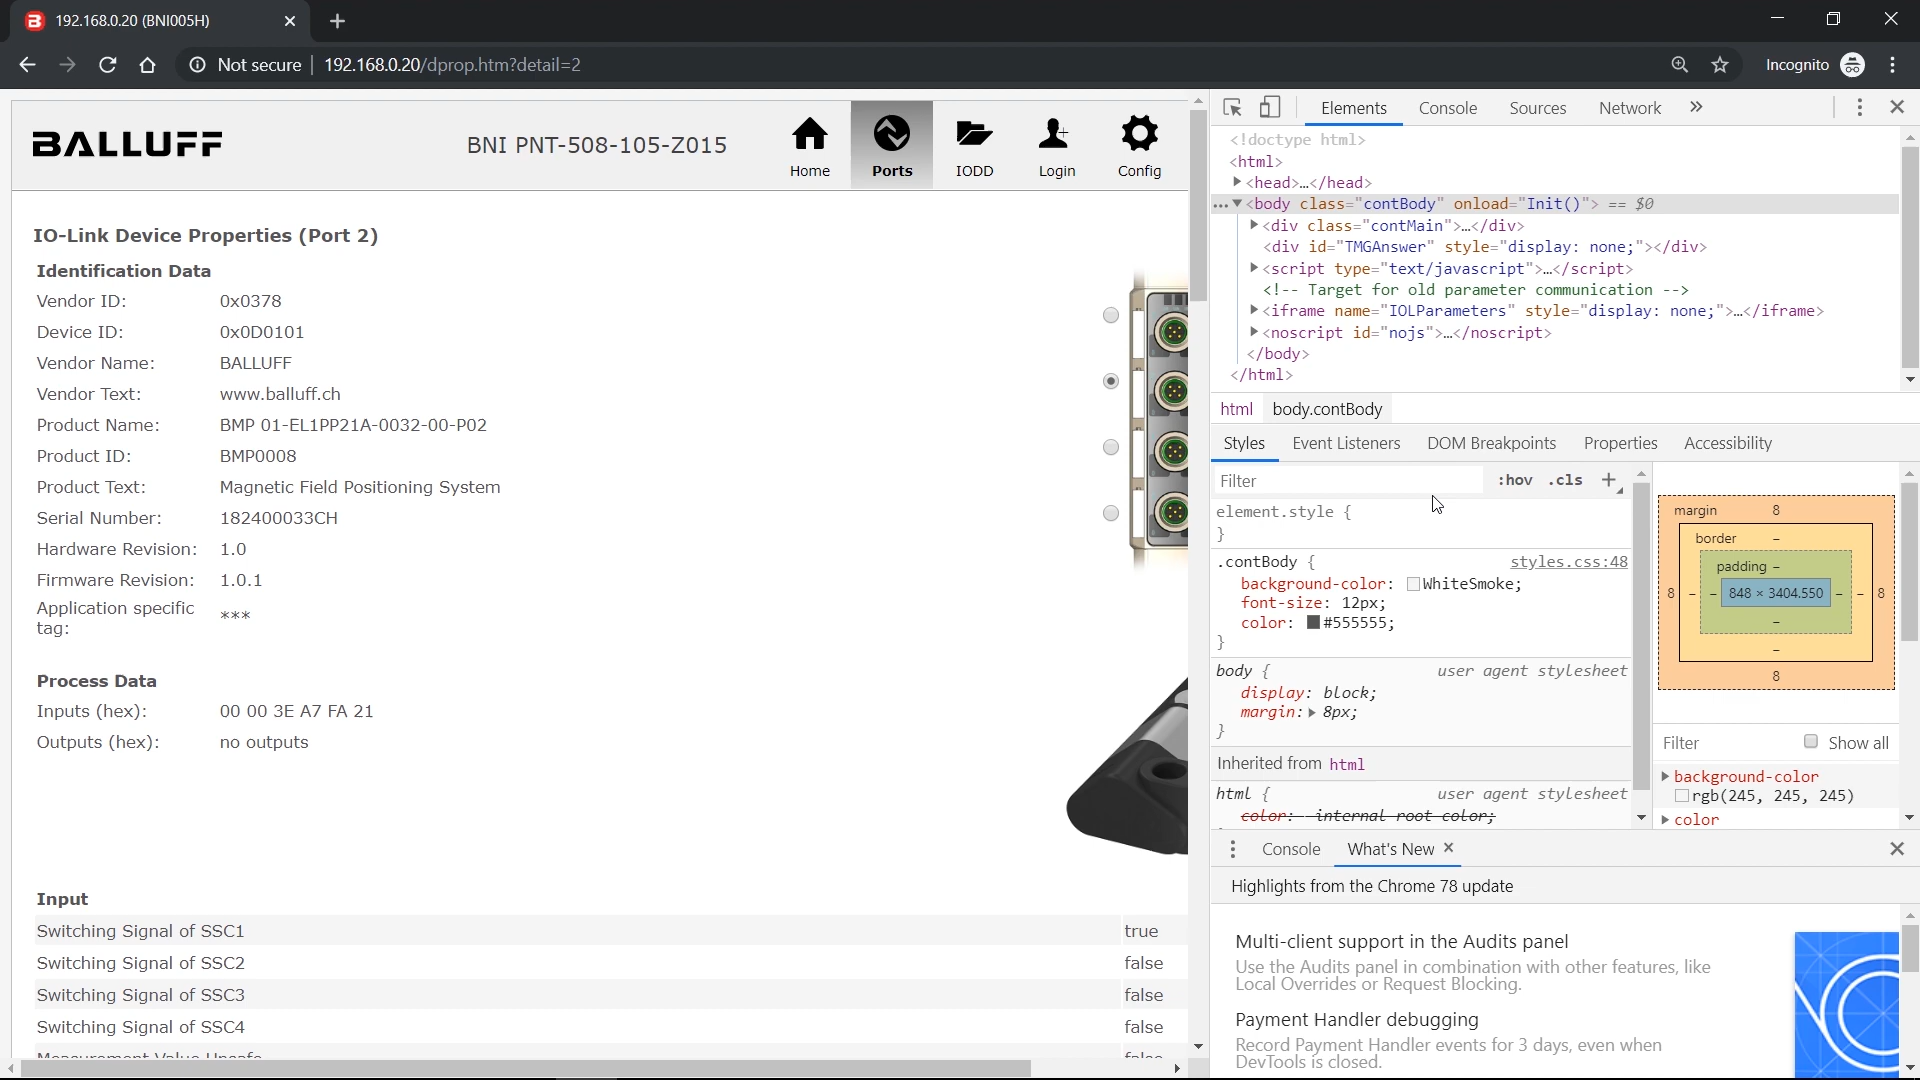 192.168.0.20 (BNI005H)
Not secure | 192.168.0.20/dprop.htm?detail=2
Incognito
BALLUFF
BNI PNT-508-105-Z015
Home
Ports
IODD
Login
Config
IO-Link Device Properties (Port 2)
Identification Data
Vendor ID: 0x0378
Device ID: 0x0D0101
Vendor Name: BALLUFF
Vendor Text: www.balluff.ch
Product Name: BMP 01-EL1PP21A-0032-00-P02
Product ID: BMP0008
Product Text: Magnetic Field Positioning System
Serial Number: 182400033CH
Hardware Revision: 1.0
Firmware Revision: 1.0.1
Application specific
tag: ***
Process Data
Inputs (hex): 00 00 3E A7 FA 21
Outputs (hex): no outputs
Input
Switching Signal of SSC1 true
Switching Signal of SSC2 false
Switching Signal of SSC3 false
Switching Signal of SSC4 false
Measurement Value Unsafe false
Elements Console Sources Network »
<!doctype html>
<html>
<head>…</head>
…<body class="contBody" onload="Init()"> == $0
<div class="contMain">…</div>
<div id="TMGAnswer" style="display: none;"></div>
<script type="text/javascript">…</script>
<!-- Target for old parameter communication -->
<iframe name="IOLParameters" style="display: none;">…</iframe>
<noscript id="nojs">…</noscript>
</body>
</html>
html body.contBody
Styles Event Listeners DOM Breakpoints Properties Accessibility
Filter :hov .cls +
element.style {
}
.contBody { styles.css:48
background-color: WhiteSmoke;
font-size: 12px;
color: #555555;
}
body { user agent stylesheet
display: block;
margin: 8px;
}
Inherited from html
html { user agent stylesheet
color: -internal-root-color;
margin 8
border –
padding –
8 – – 848 × 3404.550 – – 8
–
–
8
Filter Show all
background-color
rgb(245, 245, 245)
color
Console What's New
Highlights from the Chrome 78 update
Multi-client support in the Audits panel
Use the Audits panel in combination with other features, like
Local Overrides or Request Blocking.
Payment Handler debugging
Record Payment Handler events for 3 days, even when
DevTools is closed.